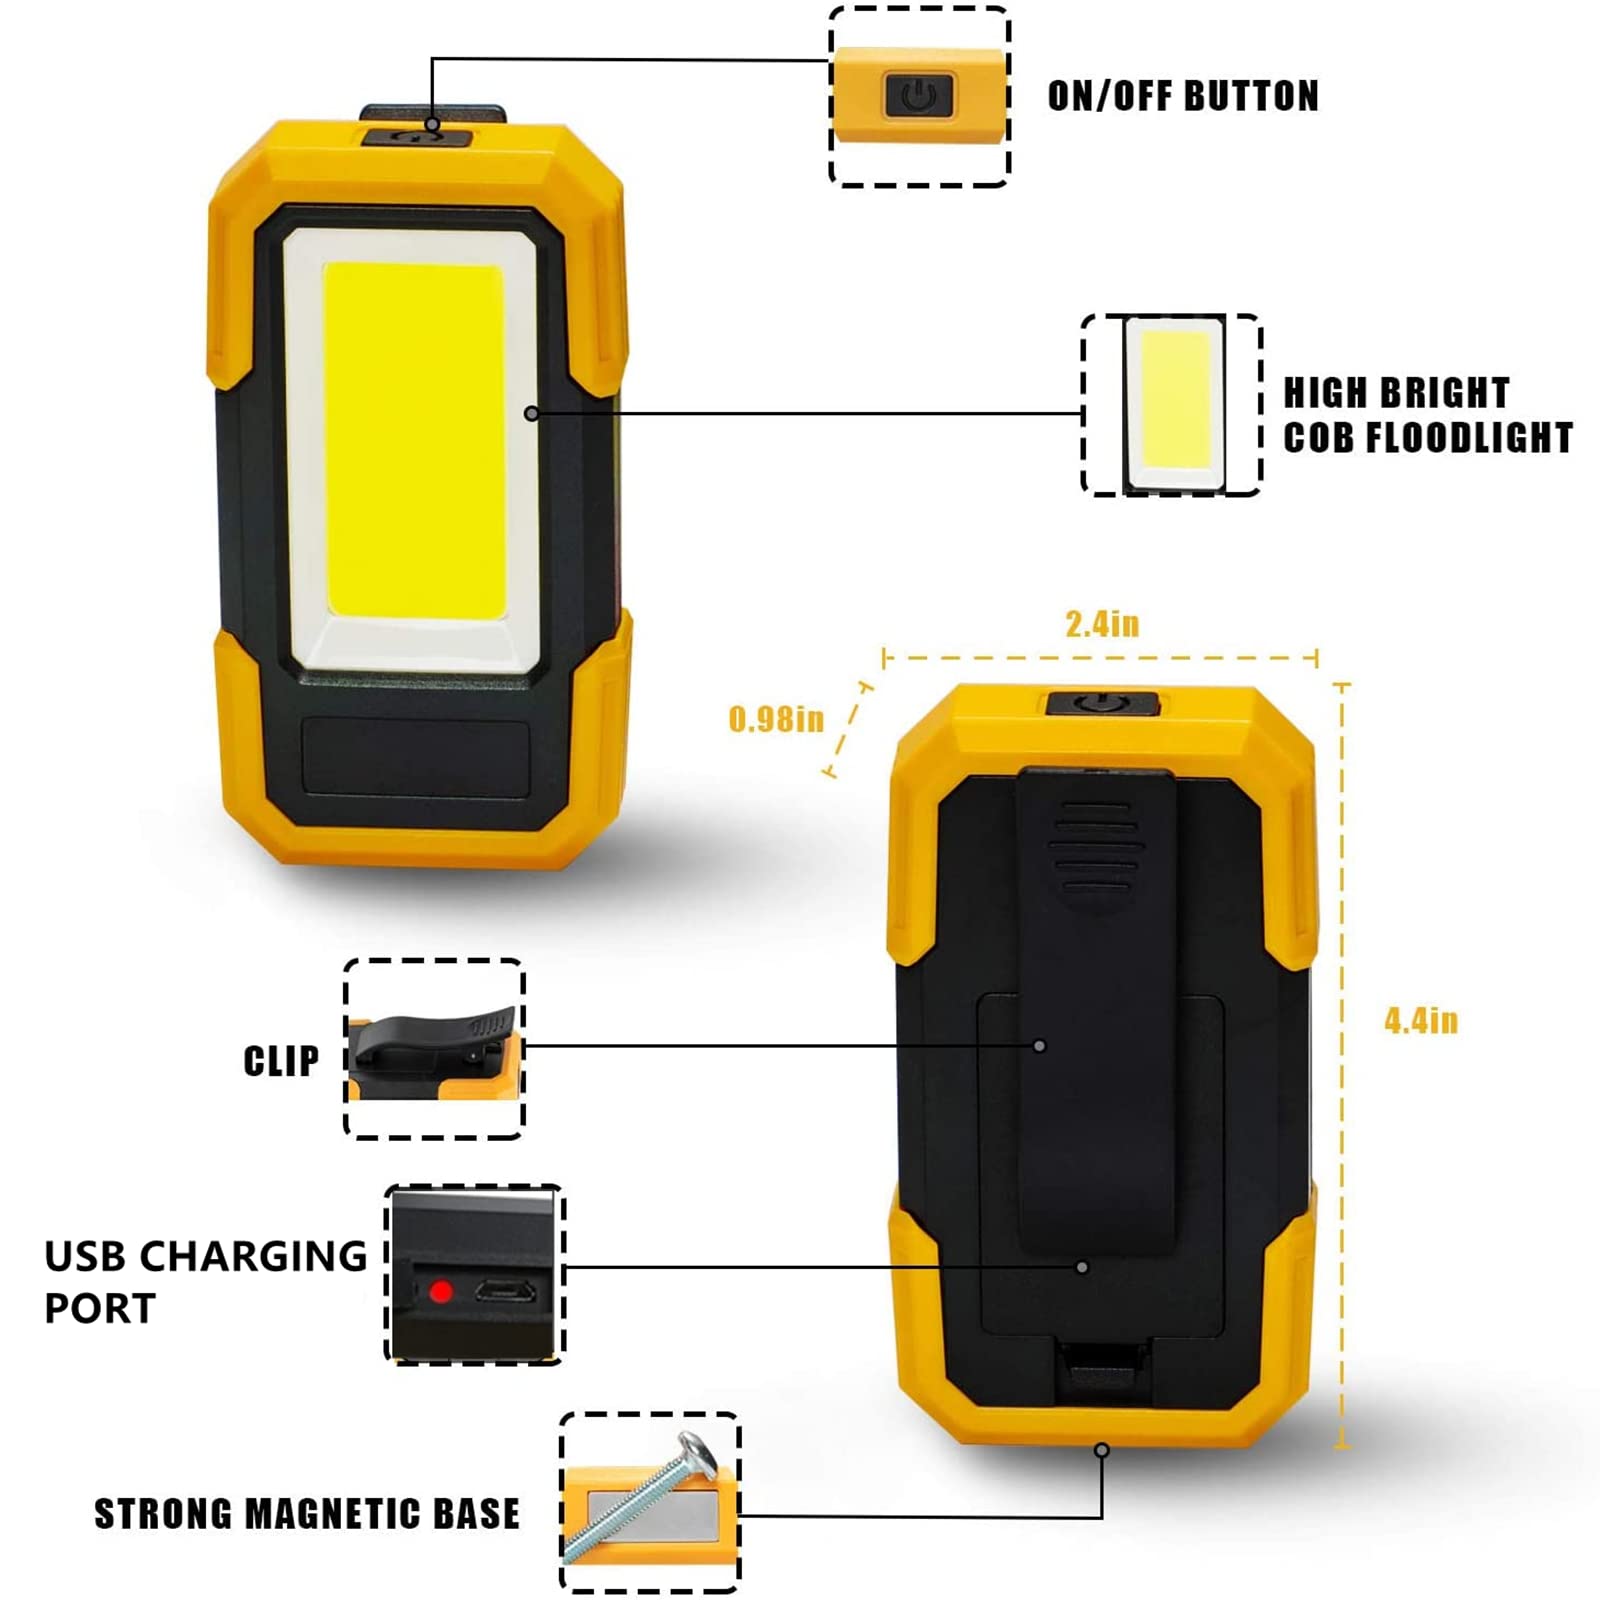 ON/OFF BUTTON
HIGH BRIGHT
COB FLOODLIGHT
2.4in
0.98in
4.4in
CLIP
USB CHARGING
PORT
STRONG MAGNETIC BASE